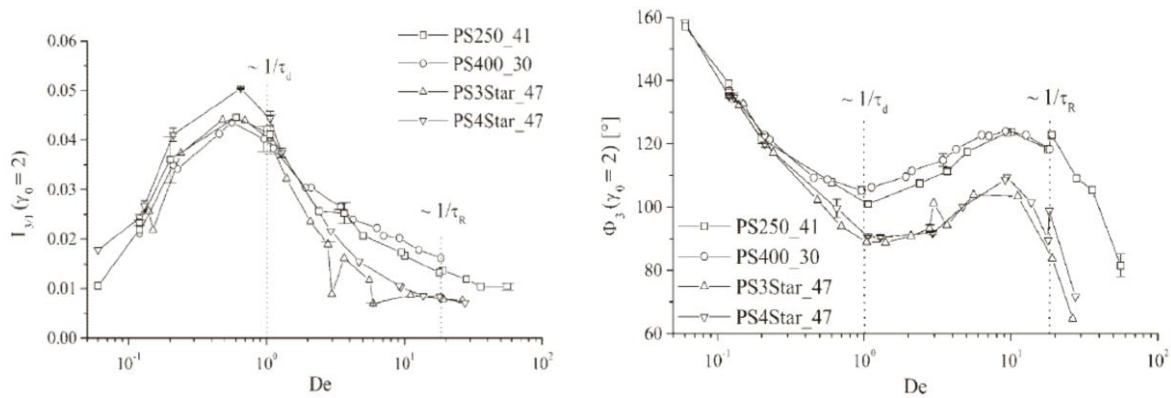 0.06
0.05
0.04
0.03
0.02
0.01
0.00
I3/1 (γ0 = 2)
10-1
100
101
102
De
PS250_41
PS400_30
PS3Star_47
PS4Star_47
~ 1/τd
~ 1/τR
160
140
120
100
80
60
Φ3 (γ0 = 2) [°]
10-1
100
101
102
De
~ 1/τd
~ 1/τR
PS250_41
PS400_30
PS3Star_47
PS4Star_47